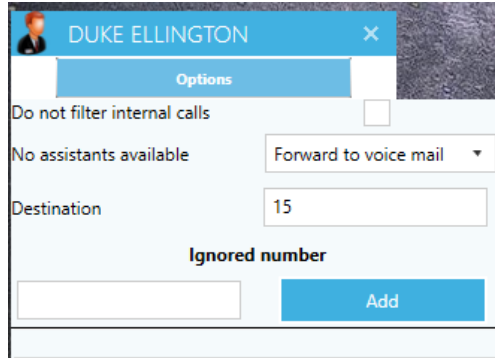 DUKE ELLINGTON
Options
Do not filter internal calls
No assistants available Forward to voice mail
Destination 15
Ignored number
Add